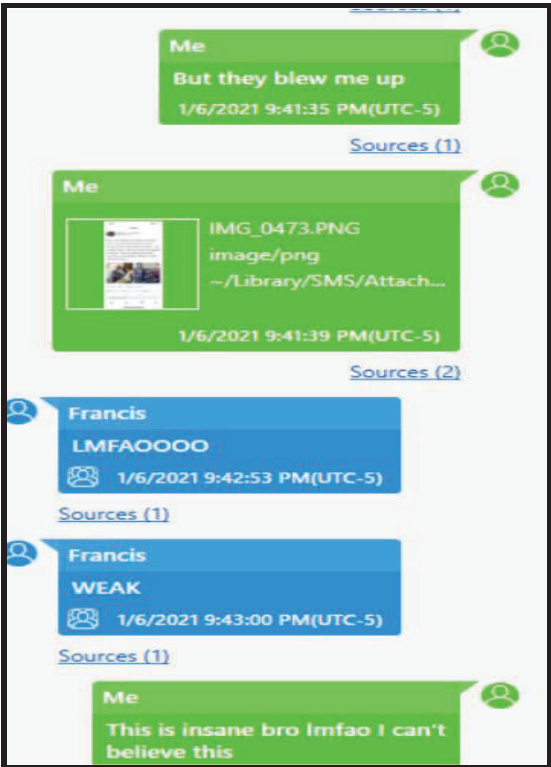 Me
But they blew me up
1/6/2021 9:41:35 PM(UTC-5)
Sources (1)
Me
IMG_0473.PNG
image/png
~/Library/SMS/Attach...
1/6/2021 9:41:39 PM(UTC-5)
Sources (2)
Francis
LMFAOOOO
1/6/2021 9:42:53 PM(UTC-5)
Sources (1)
Francis
WEAK
1/6/2021 9:43:00 PM(UTC-5)
Sources (1)
Me
This is insane bro lmfao I can't
believe this